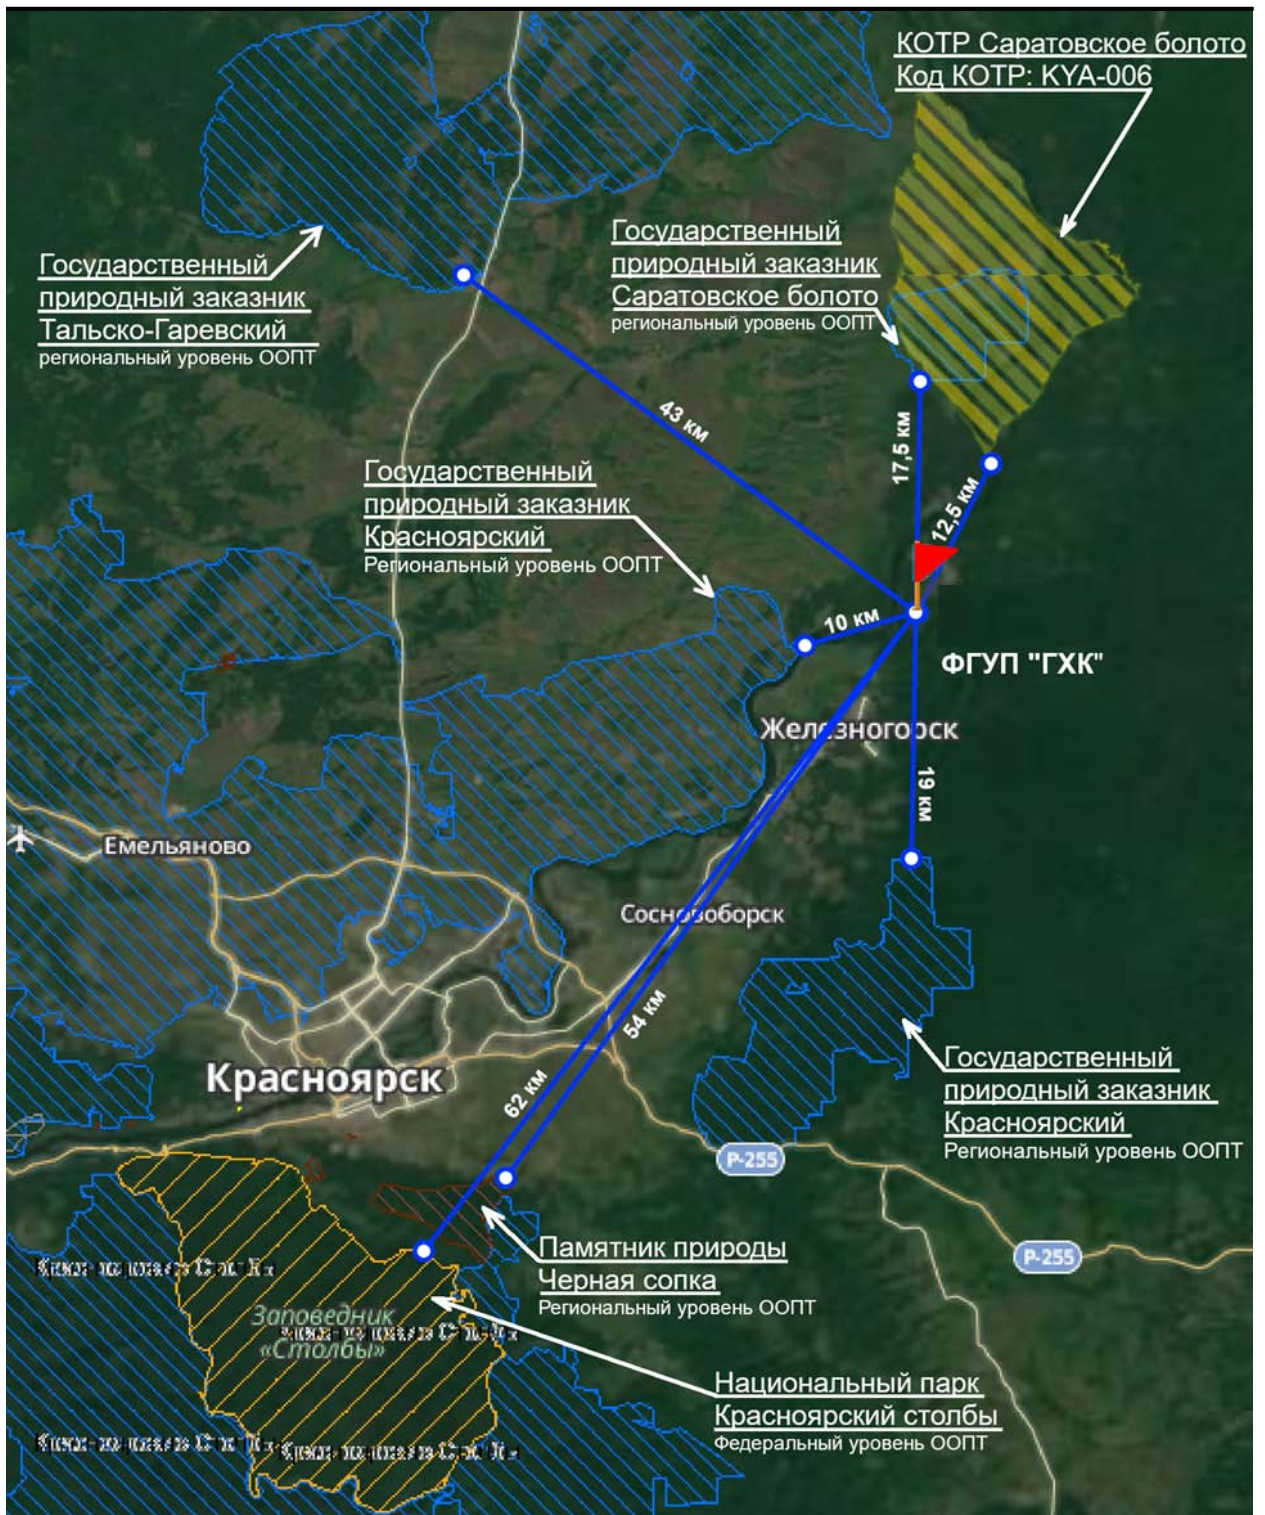 КОТР Саратовское болото
Код КОТР: KYA-006
Государственный
природный заказник
Саратовское болото
региональный уровень ООПТ
Государственный
природный заказник
Тальско-Гаревский
региональный уровень ООПТ
43 км
17,5 км
12,5 км
Государственный
природный заказник
Красноярский
Региональный уровень ООПТ
10 км
ФГУП "ГХК"
Железногорск
19 км
Емельяново
Сосновоборск
54 км
Красноярск
62 км
Государственный
природный заказник
Красноярский
Региональный уровень ООПТ
Р-255
Р-255
Памятник природы
Черная сопка
Региональный уровень ООПТ
Заповедник
«Столбы»
Национальный парк
Красноярский столбы
Федеральный уровень ООПТ